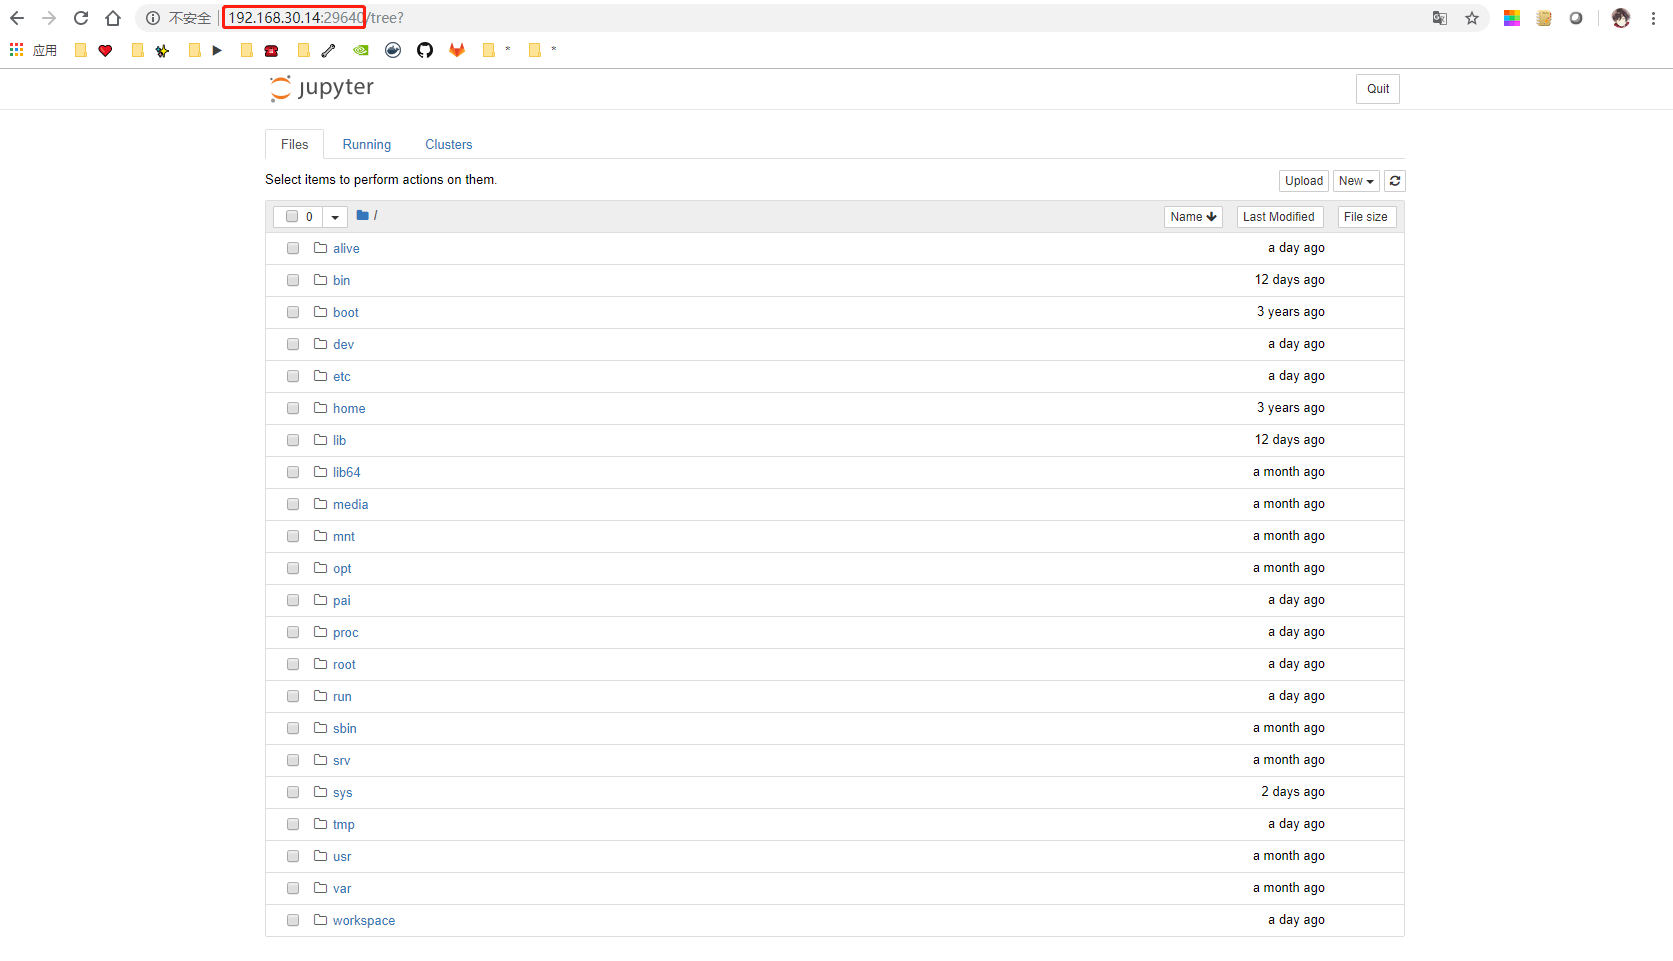 不安全 192.168.30.14:29640/tree?
应用 * *
jupyter Quit
Files Running Clusters
Select items to perform actions on them. Upload New
0 / Name Last Modified File size
alive a day ago
bin 12 days ago
boot 3 years ago
dev a day ago
etc a day ago
home 3 years ago
lib 12 days ago
lib64 a month ago
media a month ago
mnt a month ago
opt a month ago
pai a day ago
proc a day ago
root a day ago
run a day ago
sbin a month ago
srv a month ago
sys 2 days ago
tmp a day ago
usr a month ago
var a month ago
workspace a day ago